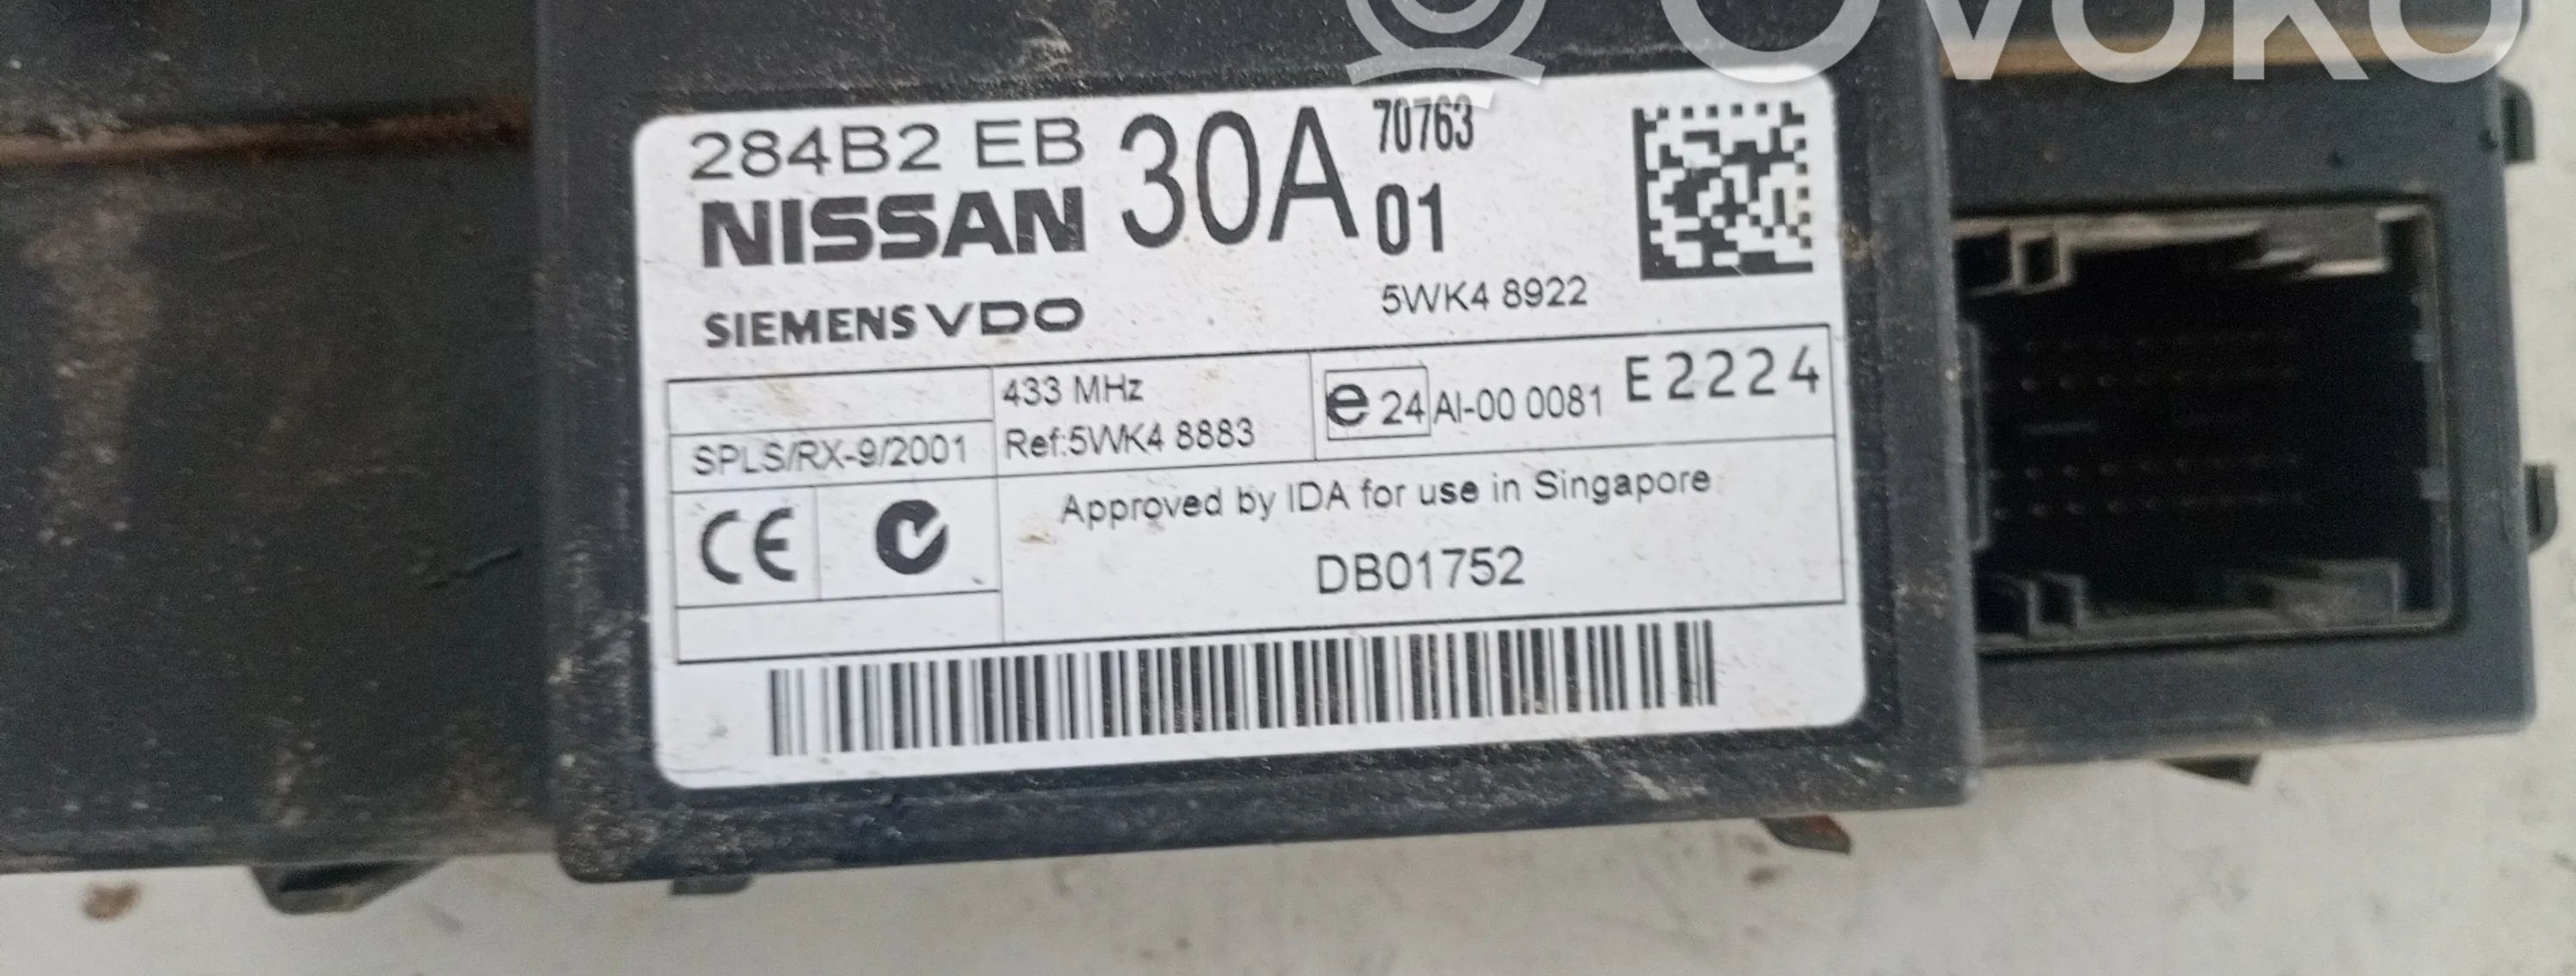 OVOKO
284B2 EB 30A 70763
NISSAN 01
SIEMENS VDO 5WK4 8922
433 MHz
SPLS/RX-9/2001 Ref:5WK4 8883 e 24 AI-00 0081 E2224
CE Approved by IDA for use in Singapore
DB01752